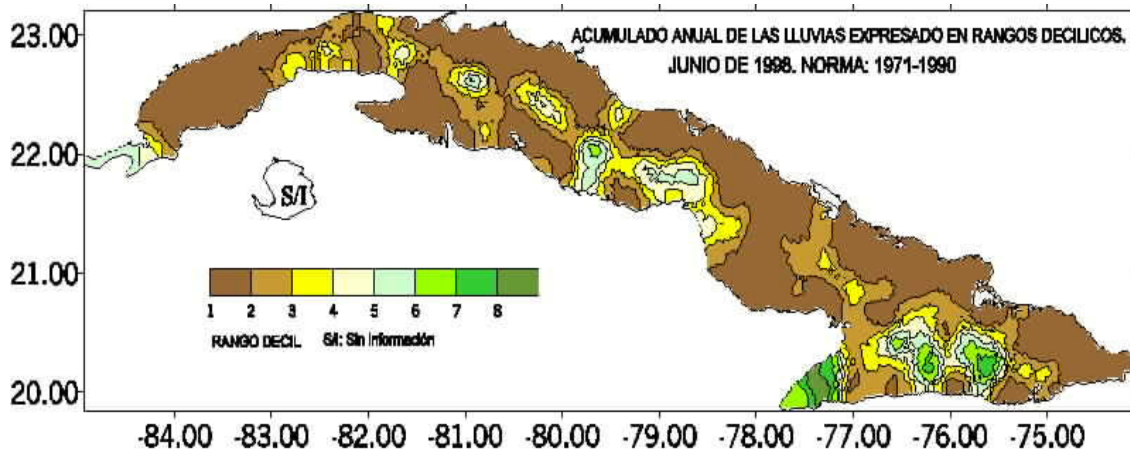 ACUMULADO ANUAL DE LAS LLUVIAS EXPRESADO EN RANGOS DECILICOS.
JUNIO DE 1998. NORMA: 1971-1990
23.00
22.00
S/I
21.00
1 2 3 4 5 6 7 8
RANGO DECIL S/I: Sin Información
20.00
-84.00 -83.00 -82.00 -81.00 -80.00 -79.00 -78.00 -77.00 -76.00 -75.00